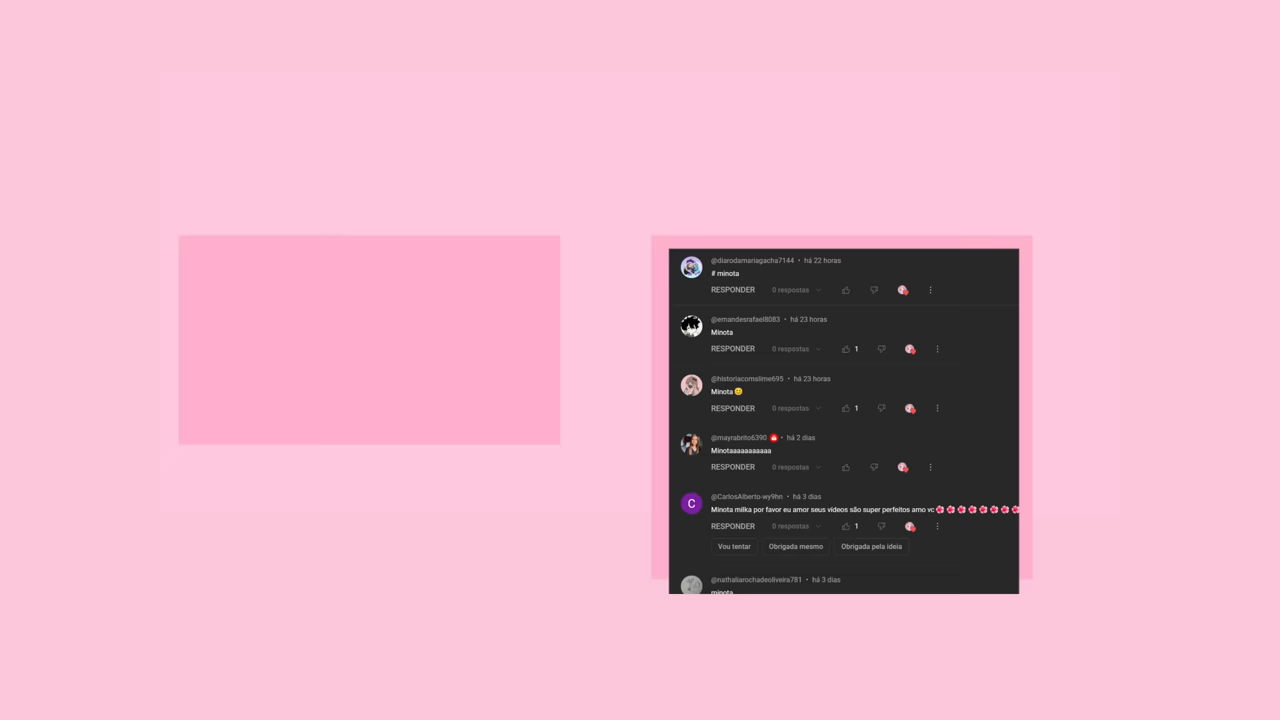 @diarodamariagacha7144 • há 22 horas
# minota
RESPONDER 0 respostas
@ernandesrafael8083 • há 23 horas
Minota
RESPONDER 0 respostas 1
@historiacomslime695 • há 23 horas
Minota😊
RESPONDER 0 respostas 1
@mayrabrito6390 • há 2 dias
Minotaaaaaaaaaaa
RESPONDER 0 respostas
C
@CarlosAlberto-wy9hn • há 3 dias
Minota milka por favor eu amor seus vídeos são super perfeitos amo vc🌺🌺🌺🌺🌺🌺🌺🌺
RESPONDER 0 respostas 1
Vou tentar Obrigada mesmo Obrigada pela ideia
@nathaliarochadeoliveira781 • há 3 dias
minota